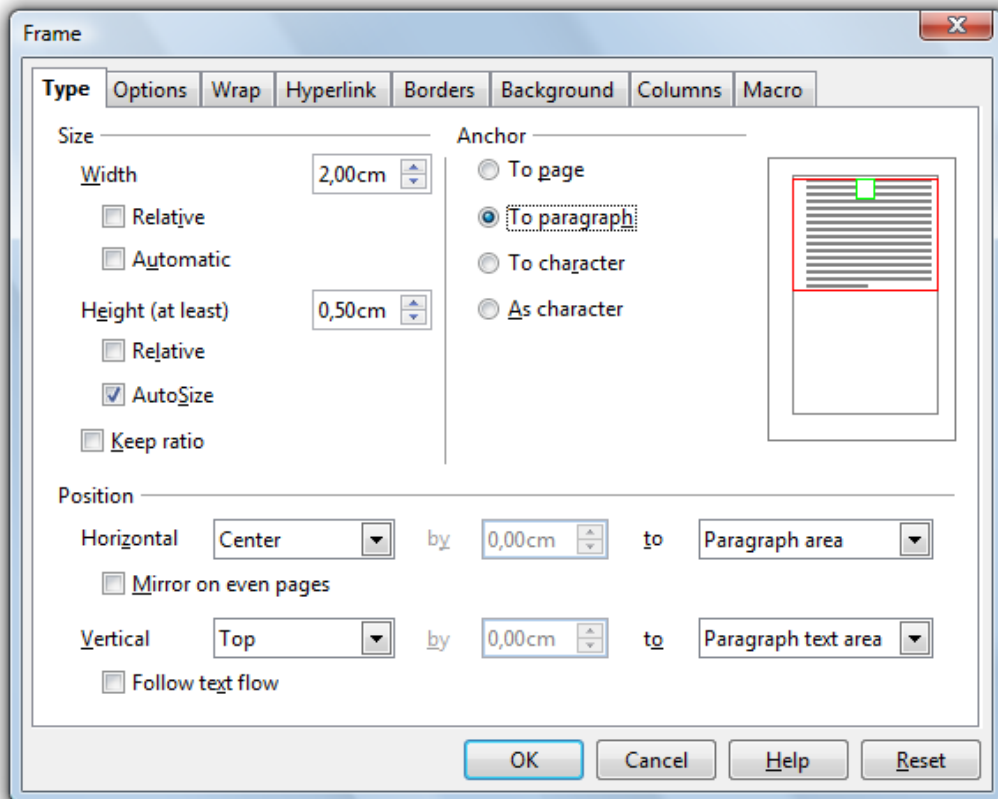 Frame
Type Options Wrap Hyperlink Borders Background Columns Macro
Size
Width 2,00cm
Relative
Automatic
Height (at least) 0,50cm
Relative
AutoSize
Keep ratio
Anchor
To page
To paragraph
To character
As character
Position
Horizontal Center by 0,00cm to Paragraph area
Mirror on even pages
Vertical Top by 0,00cm to Paragraph text area
Follow text flow
OK Cancel Help Reset